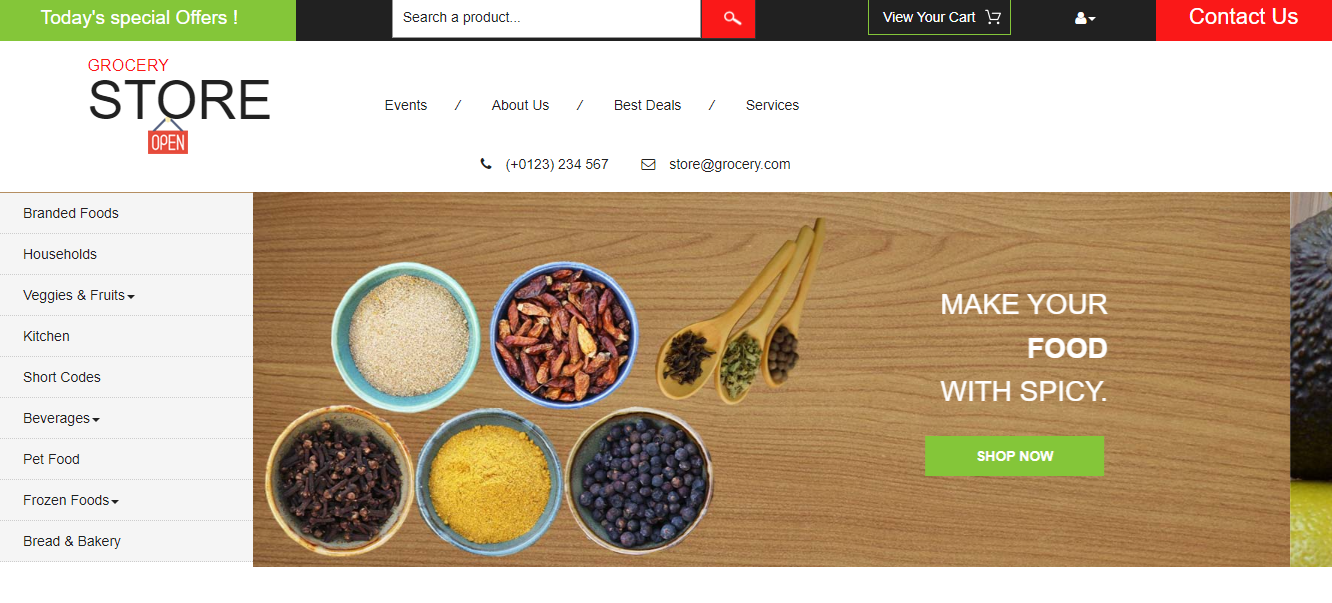 Today's special Offers !
Search a product...
View Your Cart
Contact Us
GROCERY
STORE
OPEN
Events / About Us / Best Deals / Services
(+0123) 234 567 store@grocery.com
Branded Foods
Households
Veggies & Fruits
Kitchen
Short Codes
Beverages
Pet Food
Frozen Foods
Bread & Bakery
MAKE YOUR
FOOD
WITH SPICY.
SHOP NOW